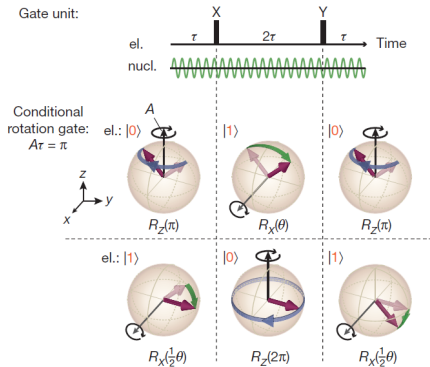 Gate unit:
X
Y
τ
2τ
τ
el.
Time
nucl.
Conditional
rotation gate:
Aτ = π
A
el.: |0⟩
|1⟩
|0⟩
z
y
x
R_Z(π)
R_X(θ)
R_Z(π)
el.: |1⟩
|0⟩
|1⟩
R_X(½θ)
R_Z(2π)
R_X(½θ)